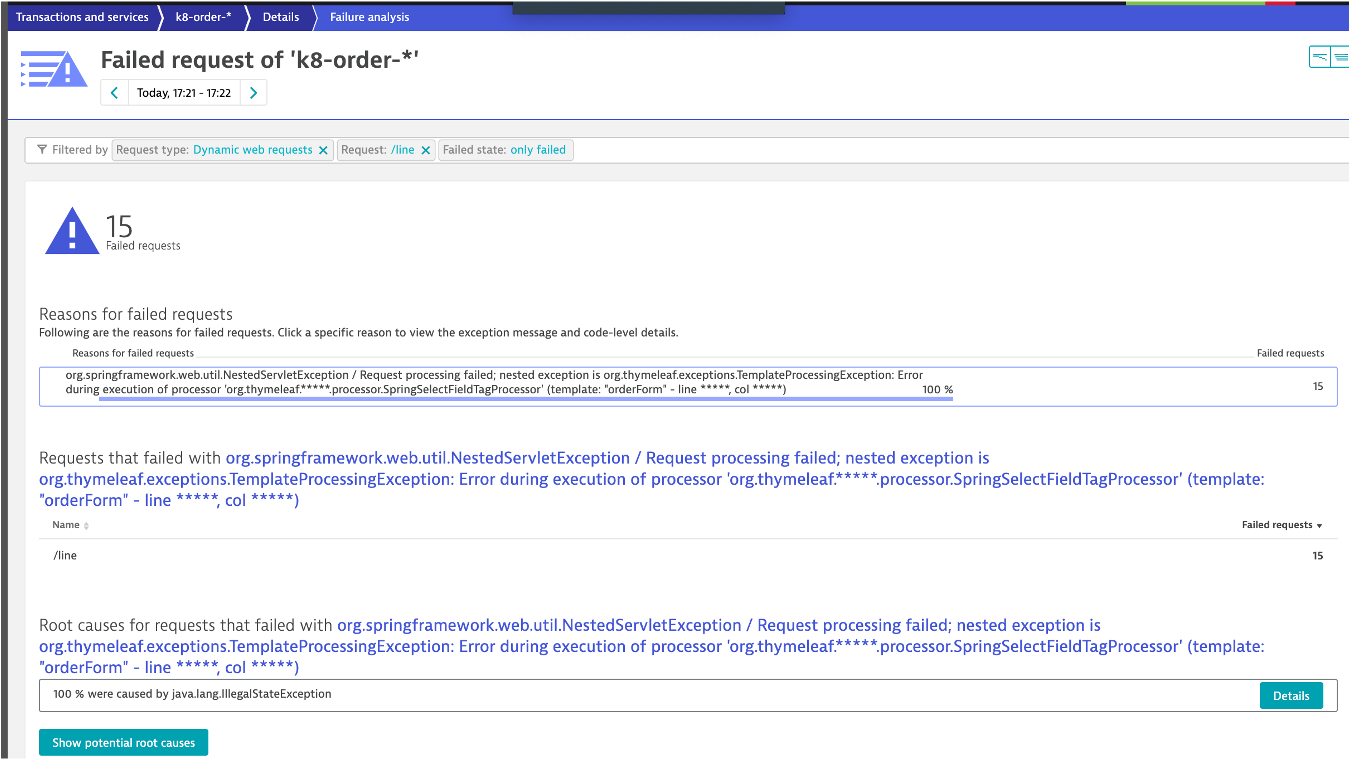 Transactions and services
k8-order-*
Details
Failure analysis
Failed request of 'k8-order-*'
Today, 17:21 - 17:22
Filtered by Request type: Dynamic web requests Request: /line Failed state: only failed
15
Failed requests
Reasons for failed requests
Following are the reasons for failed requests. Click a specific reason to view the exception message and code-level details.
Reasons for failed requests Failed requests
org.springframework.web.util.NestedServletException / Request processing failed; nested exception is org.thymeleaf.exceptions.TemplateProcessingException: Error
during execution of processor 'org.thymeleaf.*****.processor.SpringSelectFieldTagProcessor' (template: "orderForm" - line *****, col *****) 100 %
15
Requests that failed with org.springframework.web.util.NestedServletException / Request processing failed; nested exception is
org.thymeleaf.exceptions.TemplateProcessingException: Error during execution of processor 'org.thymeleaf.*****.processor.SpringSelectFieldTagProcessor' (template:
"orderForm" - line *****, col *****)
Name Failed requests
/line 15
Root causes for requests that failed with org.springframework.web.util.NestedServletException / Request processing failed; nested exception is
org.thymeleaf.exceptions.TemplateProcessingException: Error during execution of processor 'org.thymeleaf.*****.processor.SpringSelectFieldTagProcessor' (template:
"orderForm" - line *****, col *****)
100 % were caused by java.lang.IllegalStateException Details
Show potential root causes